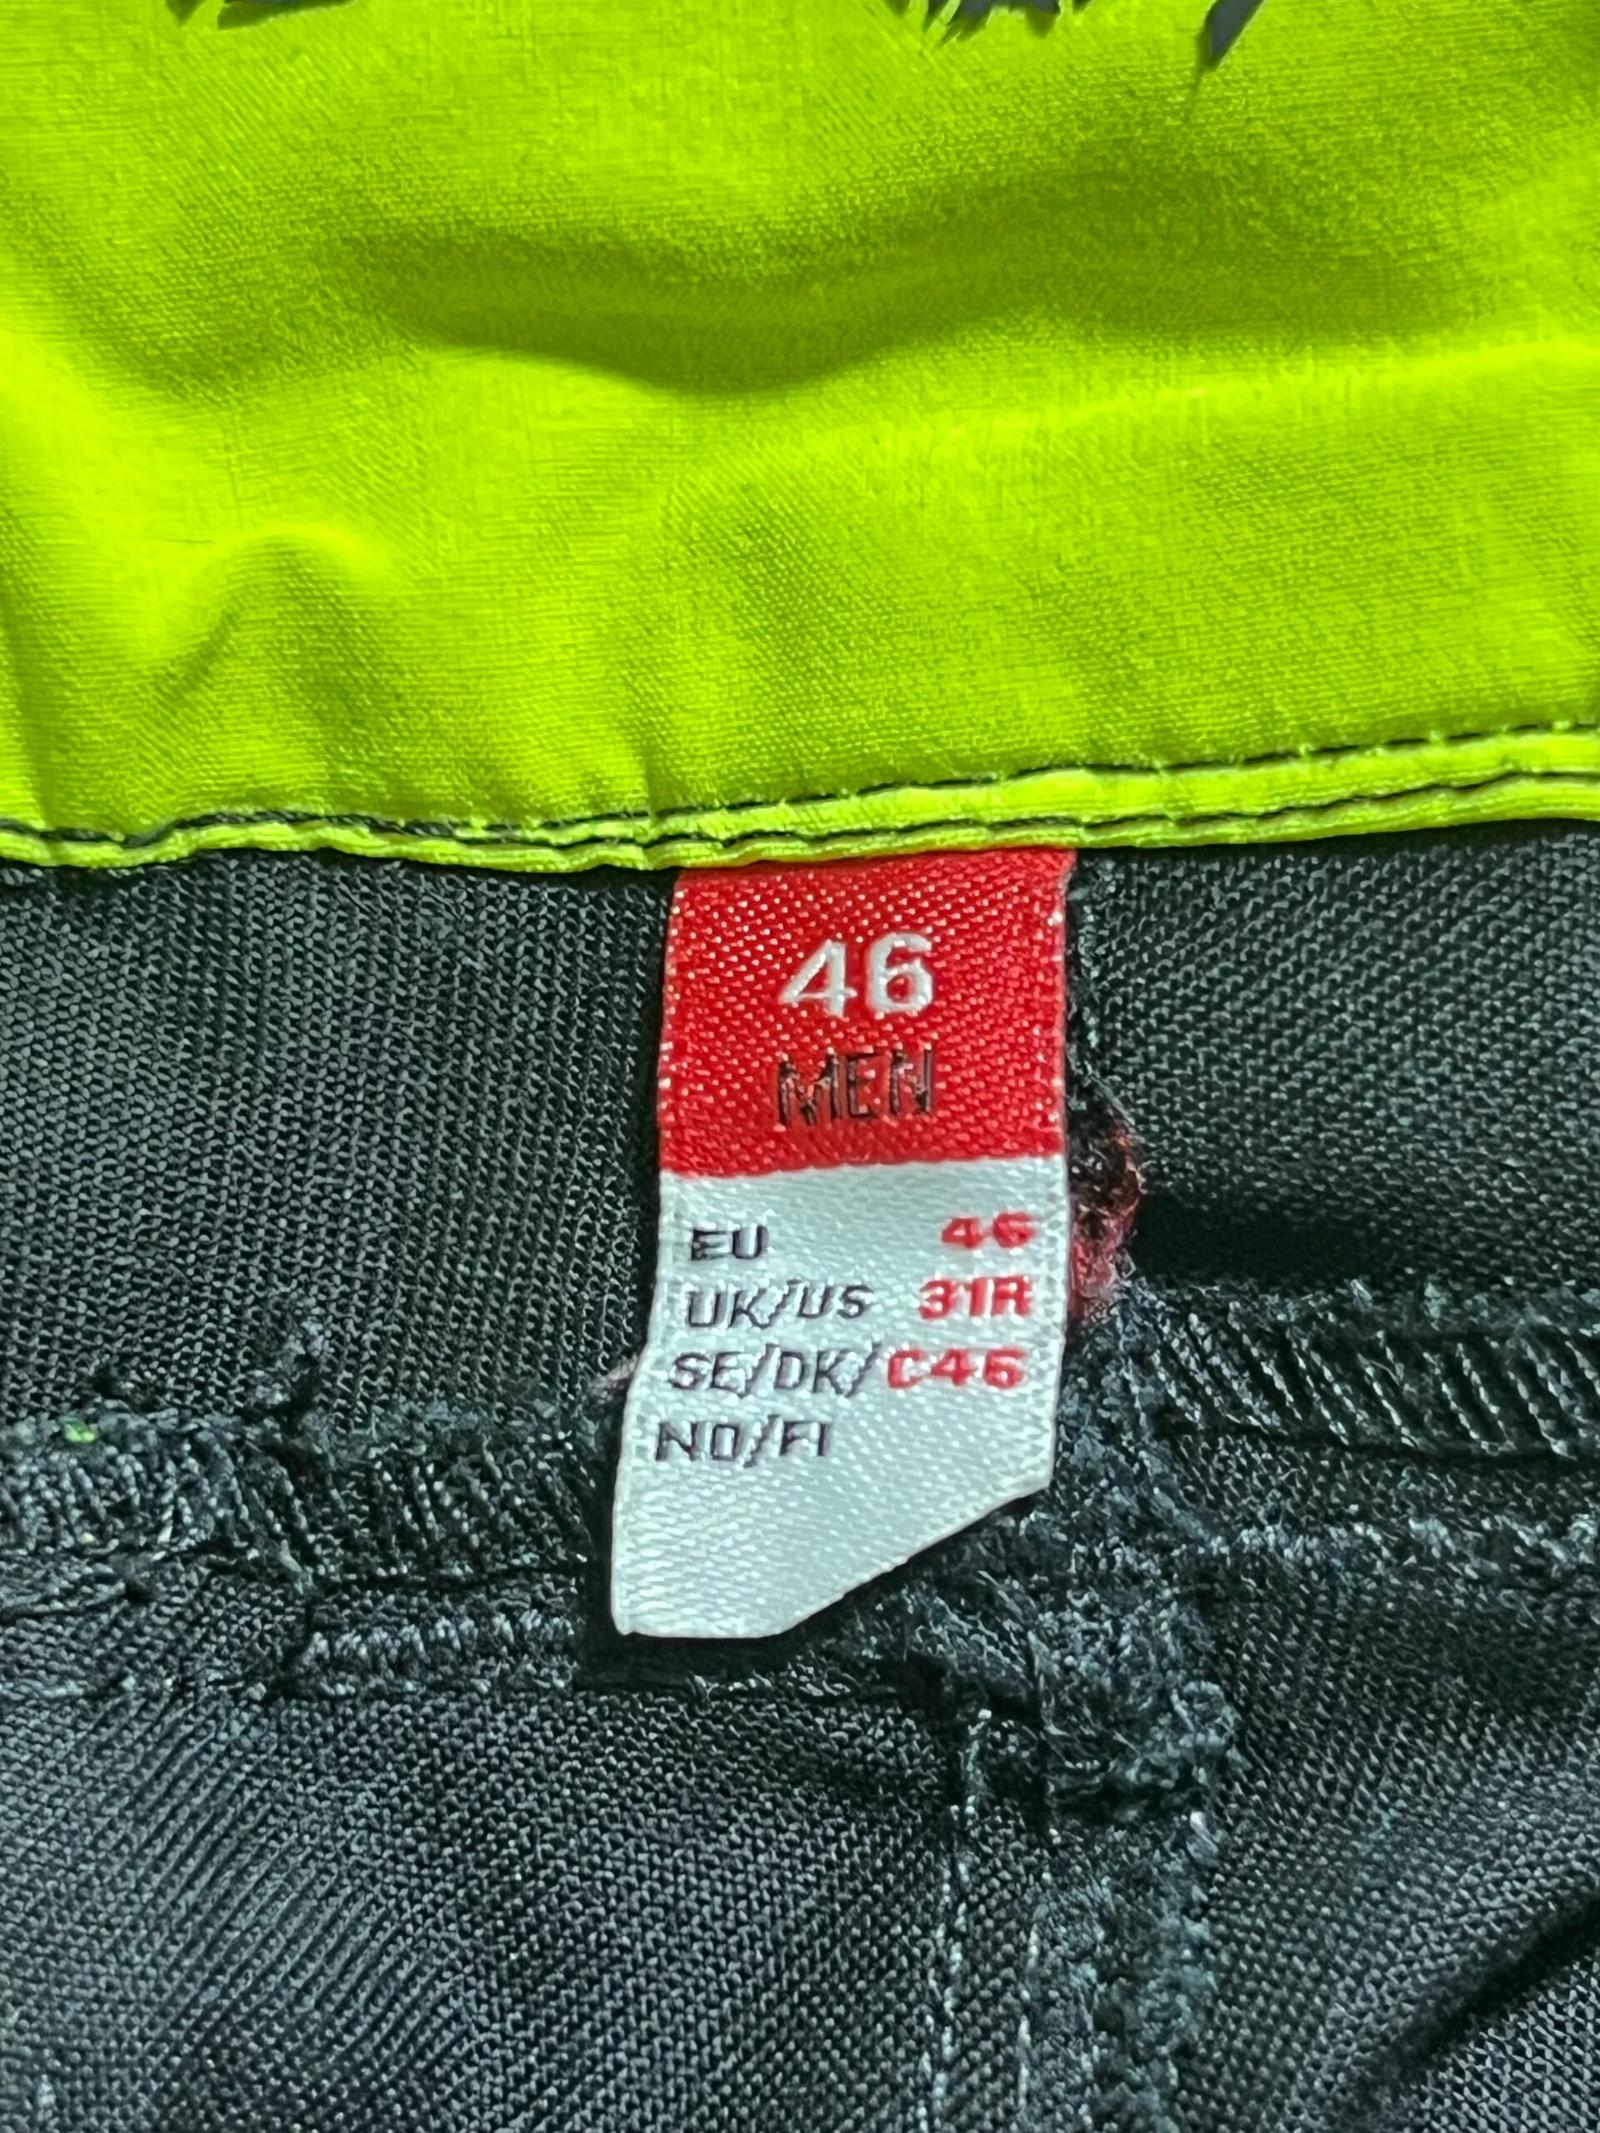 46
MEN
EU 46
UK/US 31R
SE/DK/ C46
NO/FI